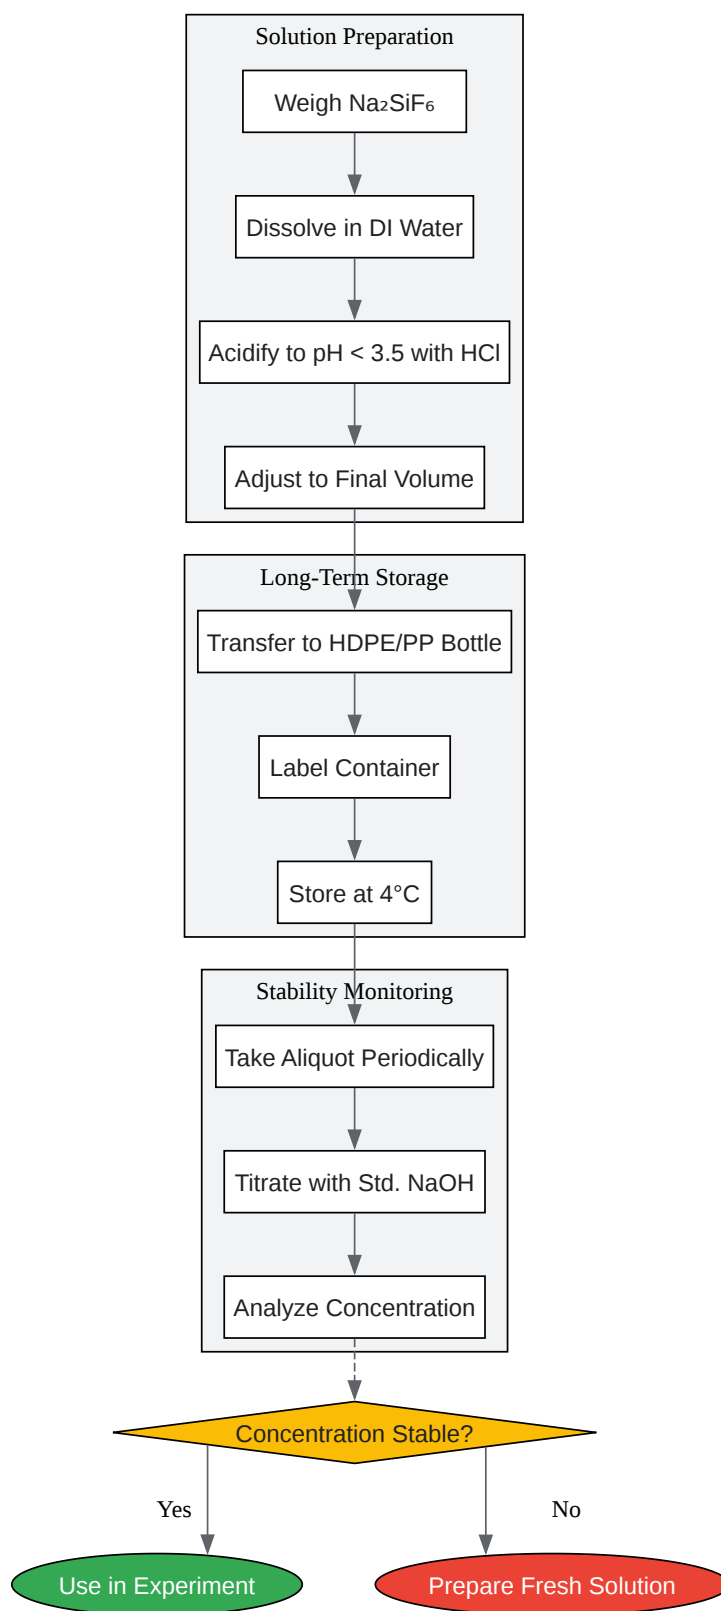 Solution Preparation
Weigh Na₂SiF₆
Dissolve in DI Water
Acidify to pH < 3.5 with HCl
Adjust to Final Volume
Long-Term Storage
Transfer to HDPE/PP Bottle
Label Container
Store at 4°C
Stability Monitoring
Take Aliquot Periodically
Titrate with Std. NaOH
Analyze Concentration
Concentration Stable?
Yes
No
Use in Experiment
Prepare Fresh Solution